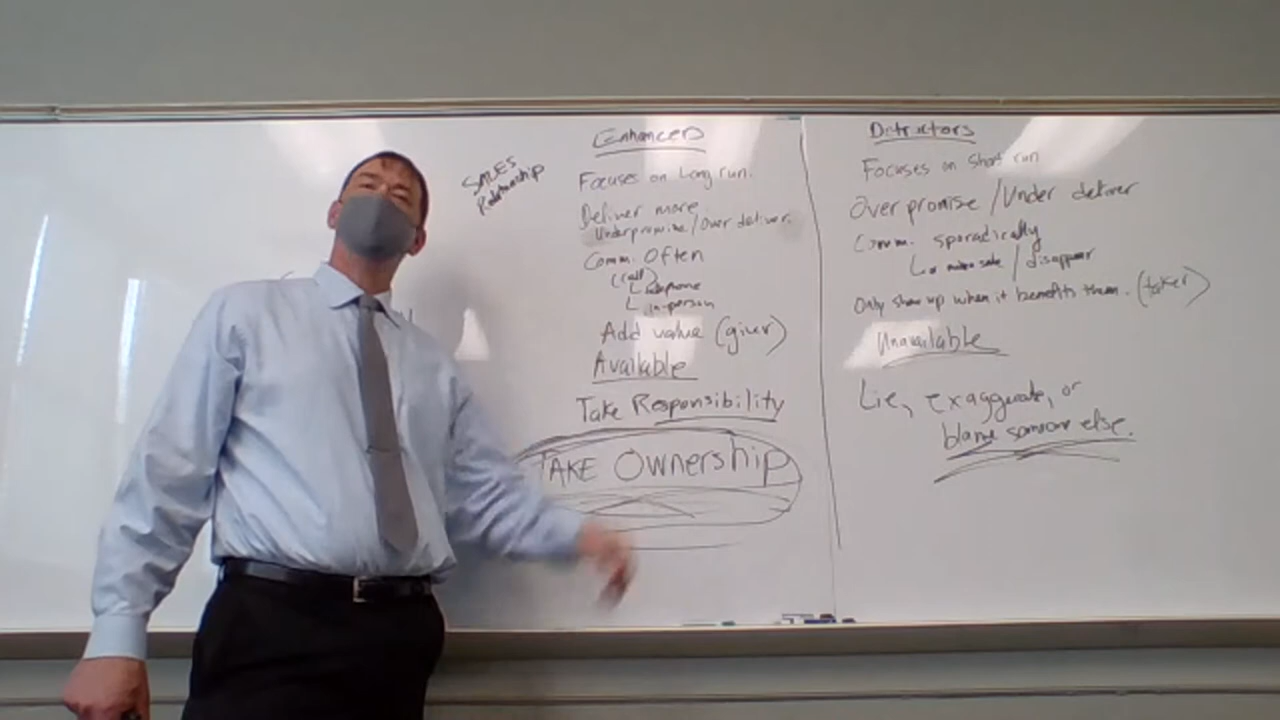 SALES
Relationship
Enhancers
Focuses on Long run.
Deliver more
Underpromise/Over deliver.
Comm. Often
(call)
telephone
in-person
Add value (giver)
Available
Take Responsibility
TAKE OwnershIp
Detractors
Focuses on short run
Over promise / Under deliver
Comm. sporadically
sale / disappear
Only show up when it benefits them. (taker)
Unavailable
Lie, exaggerate, or
blame someone else.